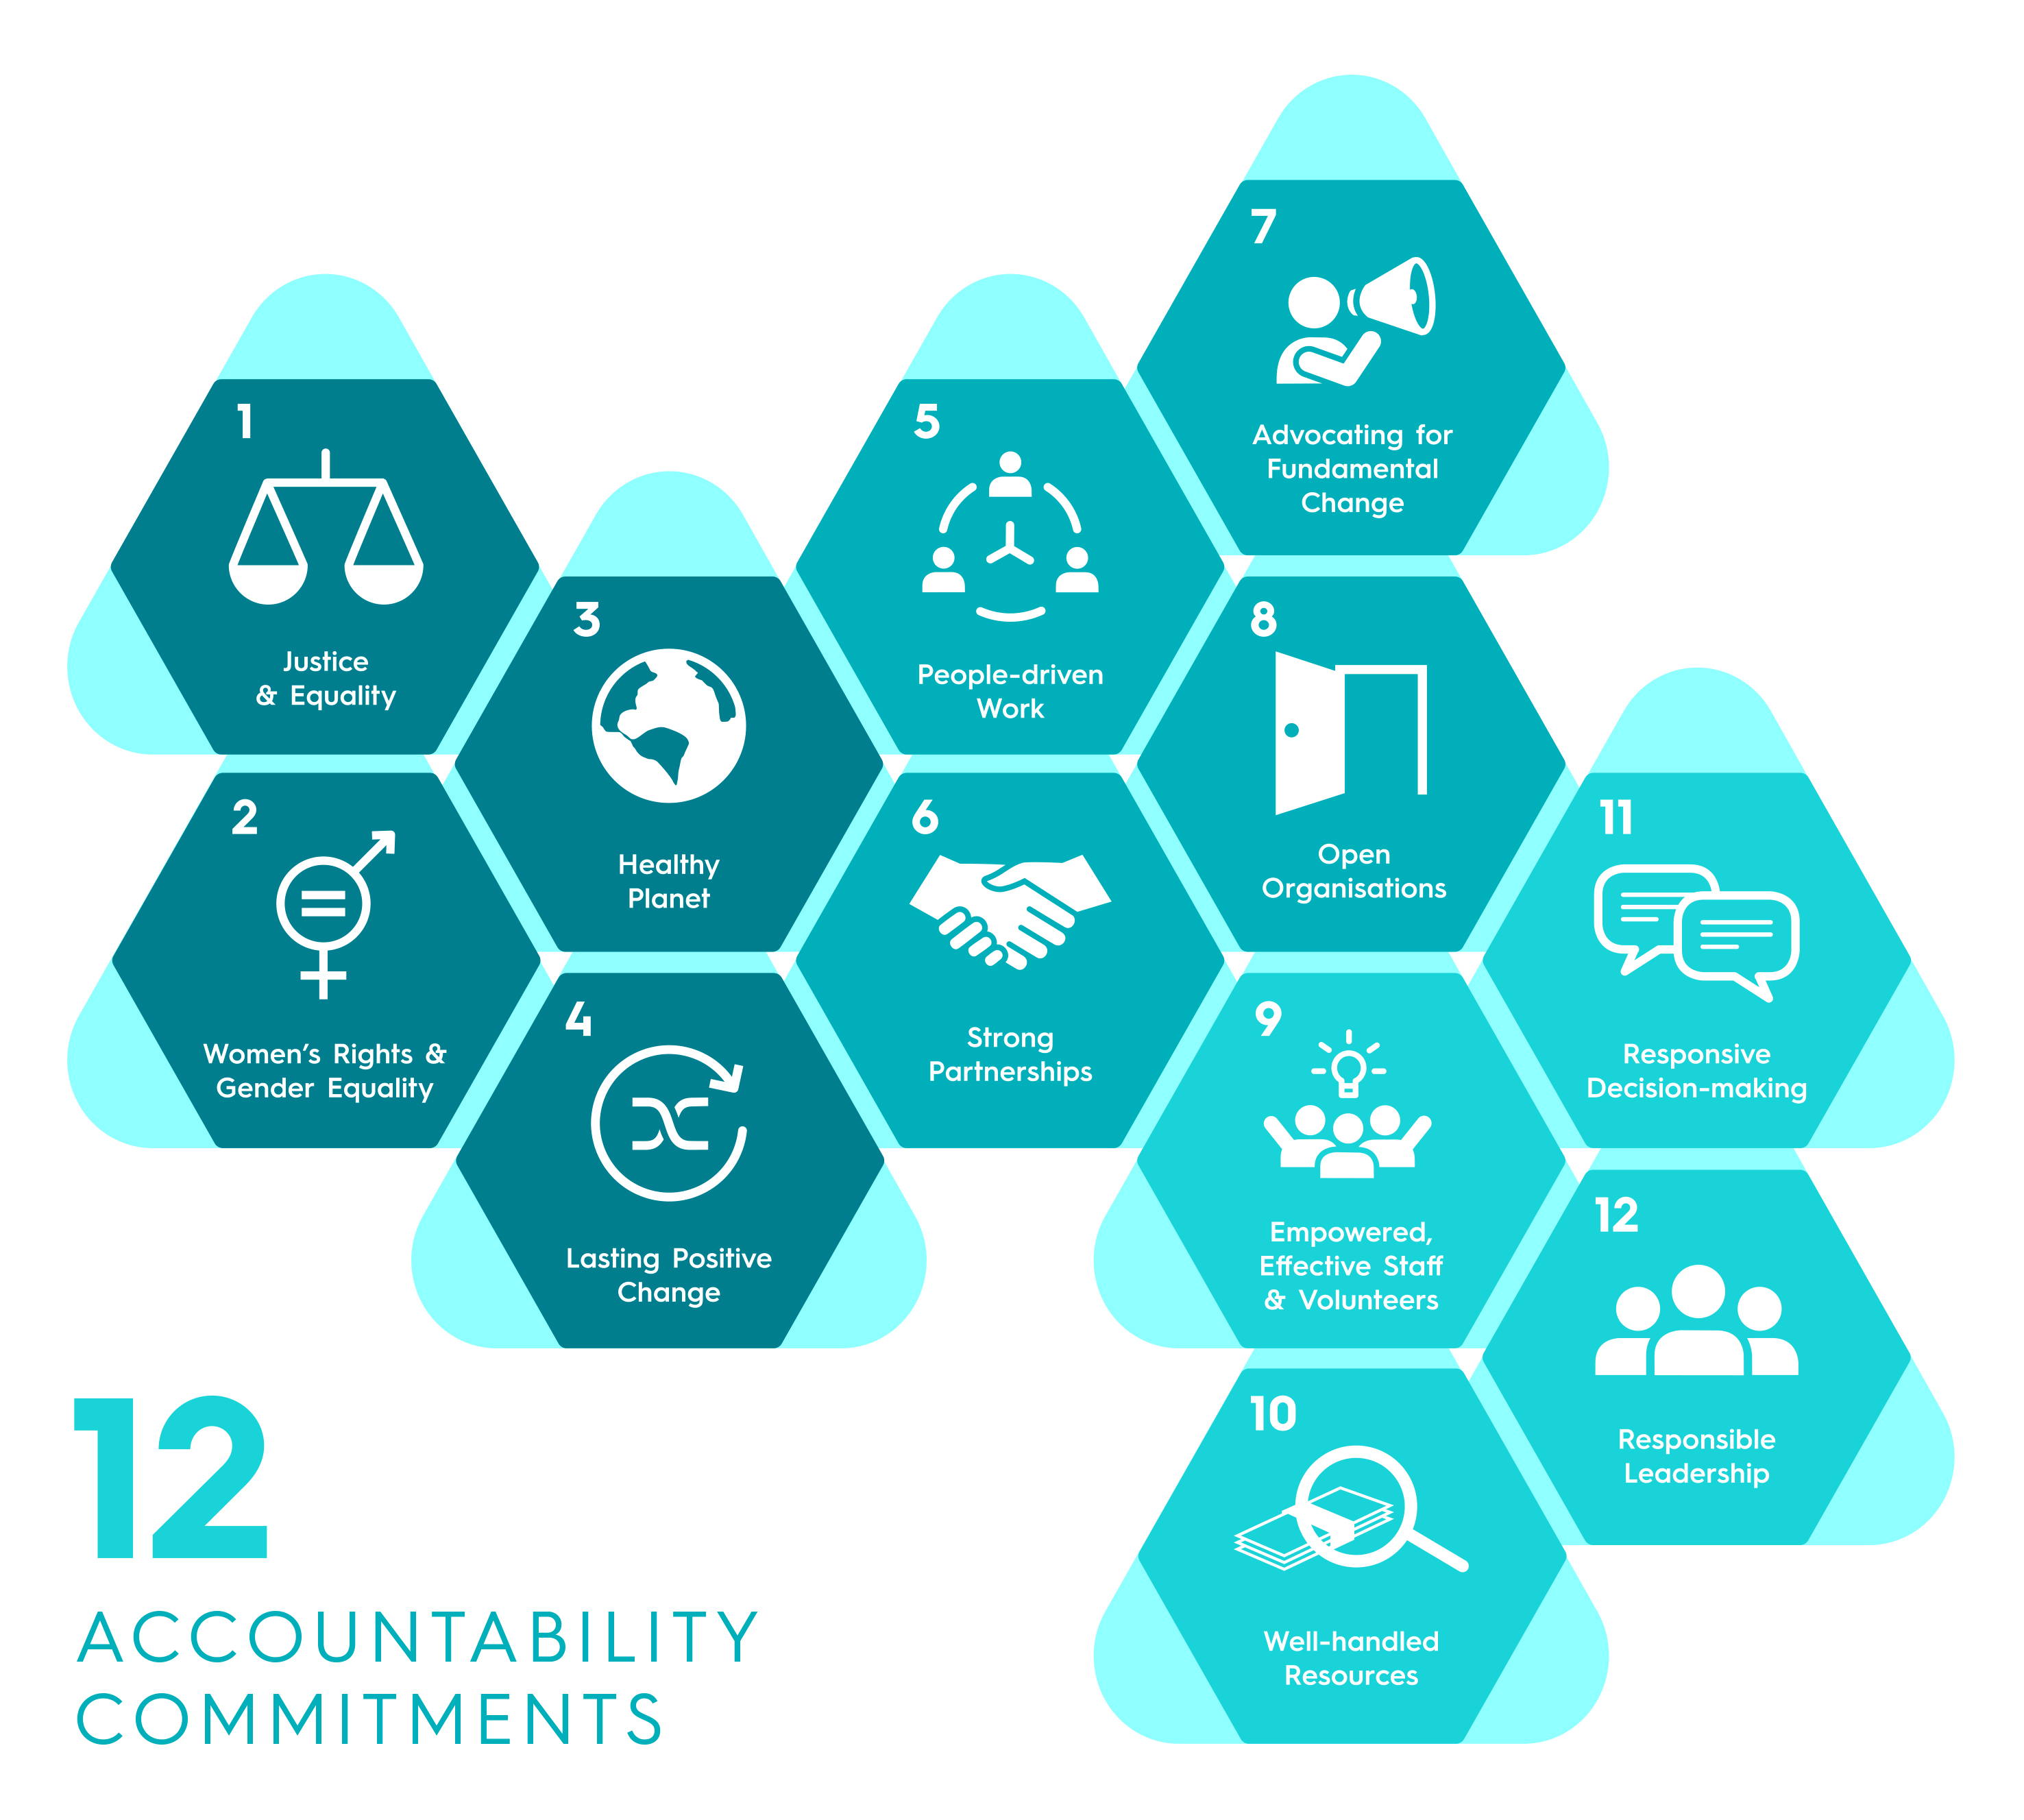 1
Justice
& Equality
2
Women’s Rights &
Gender Equality
3
Healthy
Planet
4
Lasting Positive
Change
5
People-driven
Work
6
Strong
Partnerships
7
Advocating for
Fundamental
Change
8
Open
Organisations
9
Empowered,
Effective Staff
& Volunteers
10
Well-handled
Resources
11
Responsive
Decision-making
12
Responsible
Leadership
12
ACCOUNTABILITY
COMMITMENTS